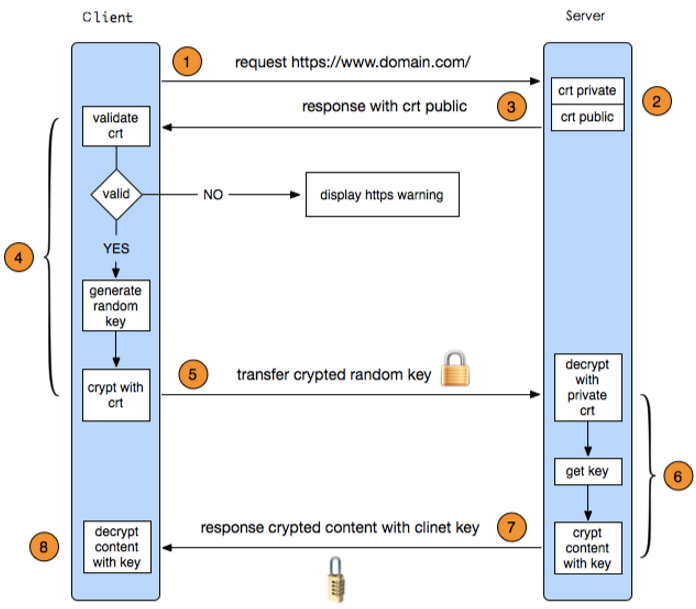 Client
Server
1
request https://www.domain.com/
crt private
2
response with crt public
3
crt public
validate
crt
valid
NO
display https warning
4
YES
generate
random
key
5
transfer crypted random key
decrypt
with
private
crt
crypt with
crt
get key
6
response crypted content with clinet key
7
crypt
content
with key
8
decrypt
content
with key